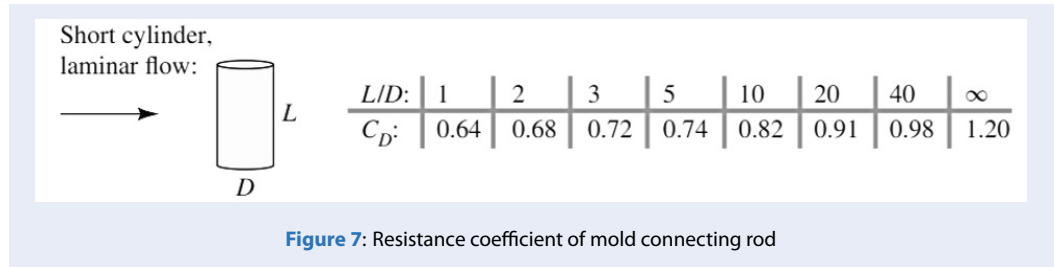 Short cylinder,
laminar flow:
L
D
L/D: 1 2 3 5 10 20 40 ∞
C_D: 0.64 0.68 0.72 0.74 0.82 0.91 0.98 1.20
Figure 7: Resistance coefficient of mold connecting rod